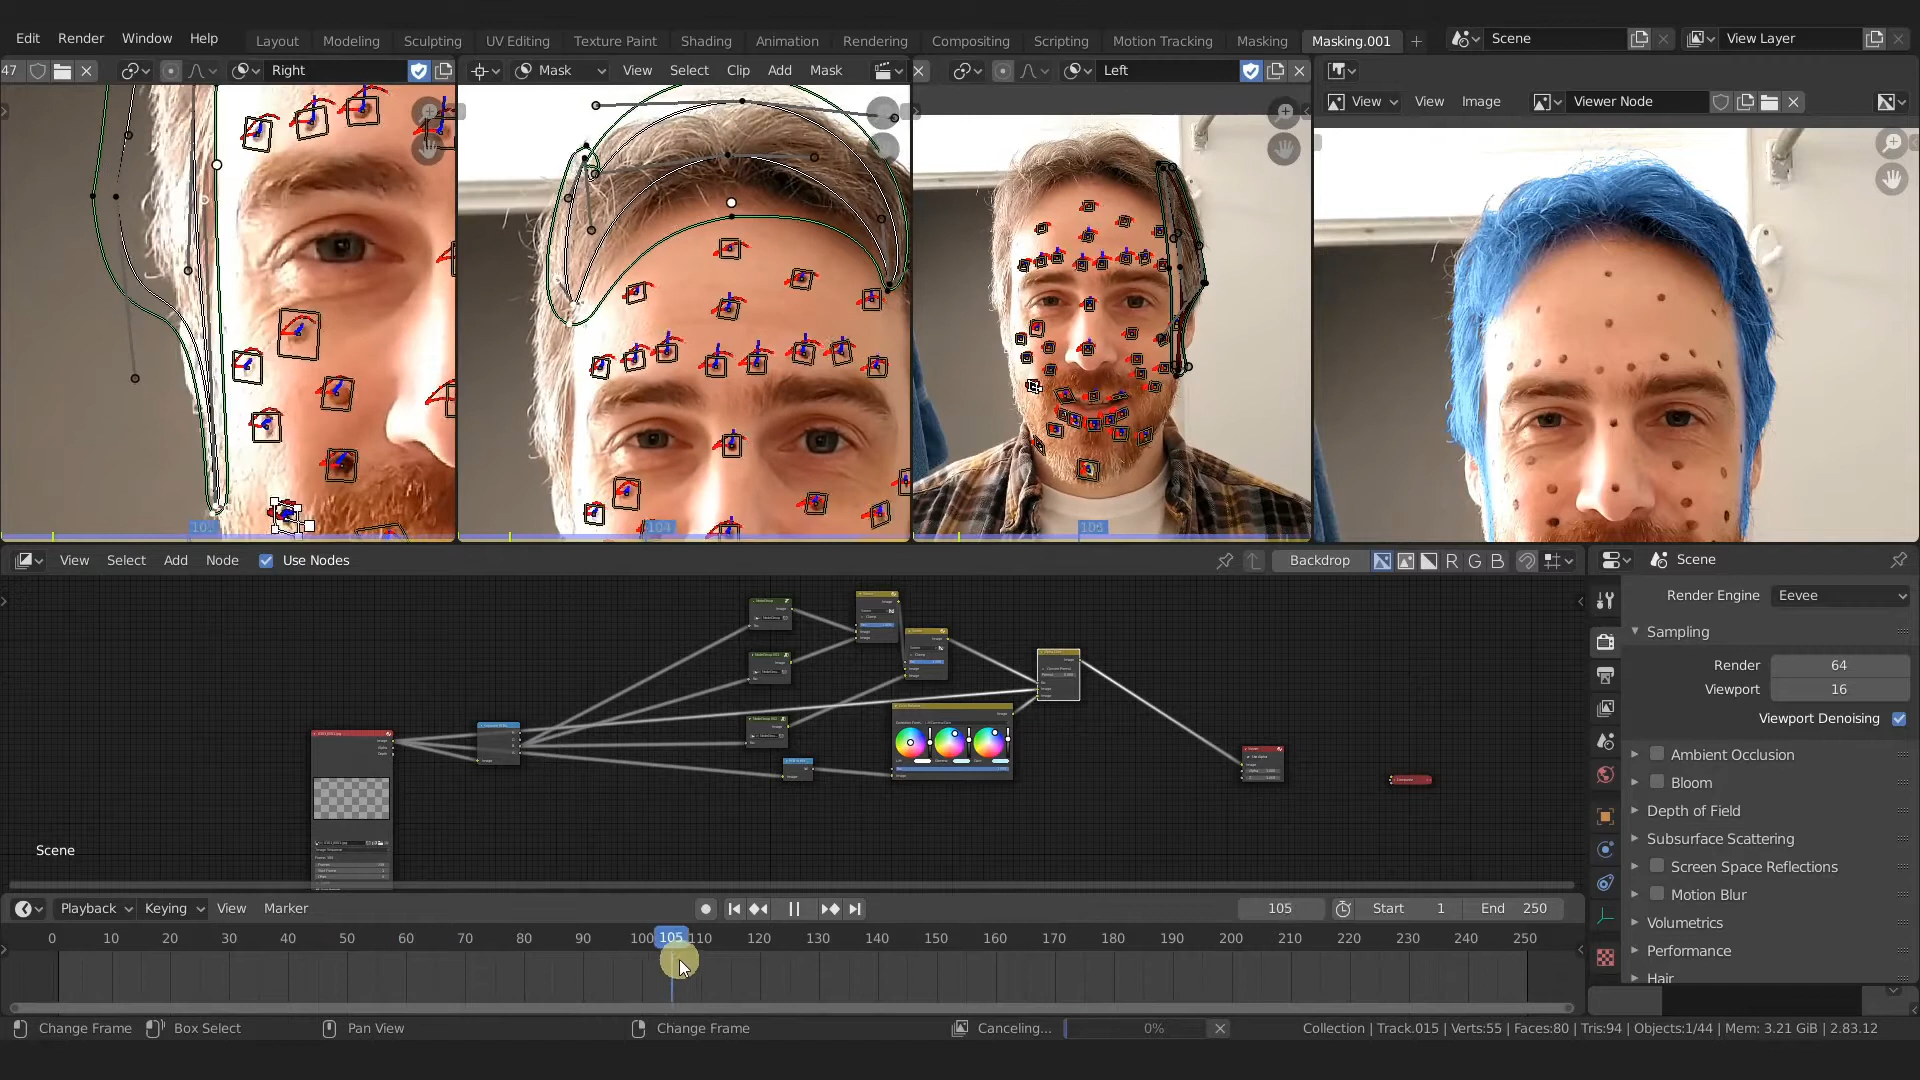 Edit Render Window Help Layout Modeling Sculpting UV Editing Texture Paint Shading Animation Rendering Compositing Scripting Motion Tracking Masking Masking.001 + Scene View Layer
47 Right Mask View Select Clip Add Mask Left
View View Image Viewer Node
104 105
View Select Add Node Use Nodes Backdrop R G B Scene
Render Engine Eevee
Sampling
Render 64
Viewport 16
Viewport Denoising
Ambient Occlusion
Bloom
Depth of Field
Subsurface Scattering
Screen Space Reflections
Motion Blur
Volumetrics
Performance
Hair
Scene
Playback Keying View Marker 105 Start 1 End 250
0 10 20 30 40 50 60 70 80 90 100 105 110 120 130 140 150 160 170 180 190 200 210 220 230 240 250
Change Frame Box Select Pan View Change Frame Canceling... 0% Collection | Track.015 | Verts:55 | Faces:80 | Tris:94 | Objects:1/44 | Mem: 3.21 GiB | 2.83.12